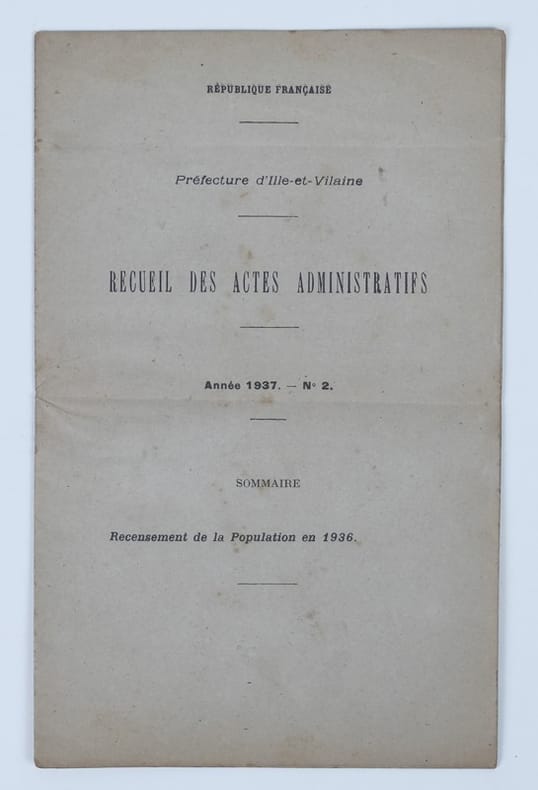 RÉPUBLIQUE FRANÇAISE
Préfecture d'Ille-et-Vilaine
RECUEIL DES ACTES ADMINISTRATIFS
Année 1937. — N° 2.
SOMMAIRE
Recensement de la Population en 1936.